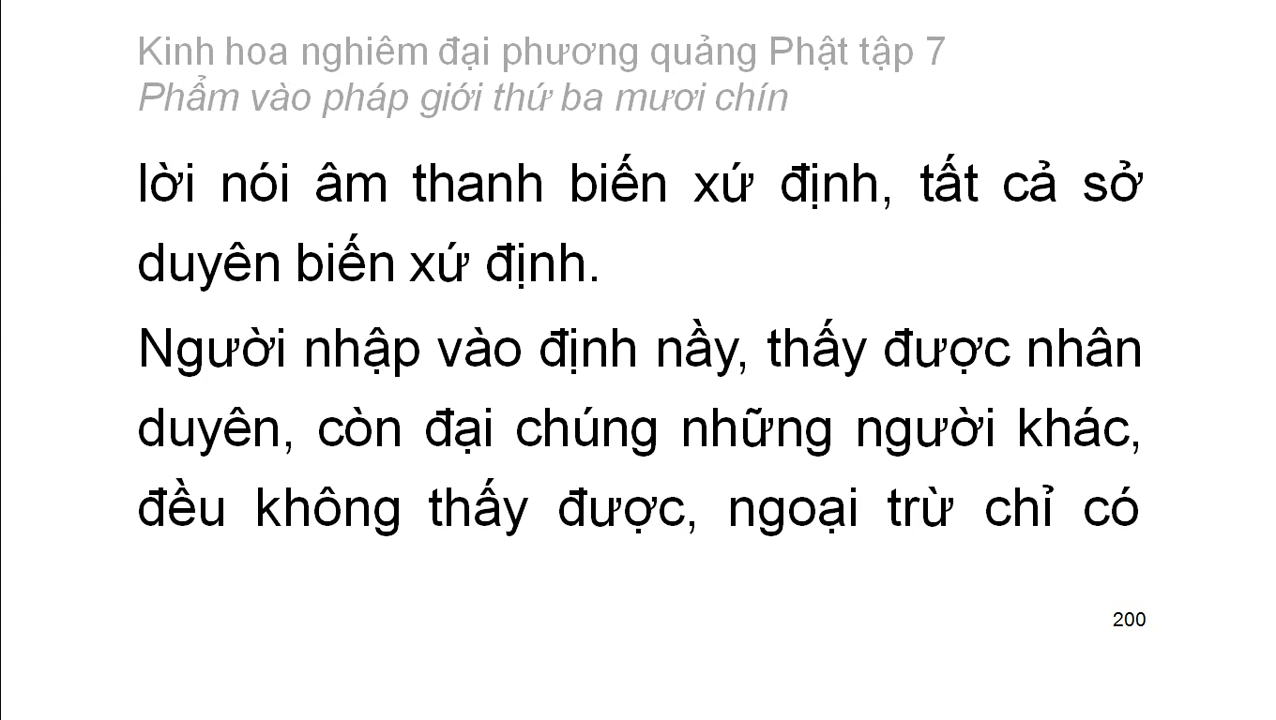 Kinh hoa nghiêm đại phương quảng Phật tập 7
Phẩm vào pháp giới thứ ba mươi chín
lời nói âm thanh biến xứ định, tất cả sở
duyên biến xứ định.
Người nhập vào định nầy, thấy được nhân
duyên, còn đại chúng những người khác,
đều không thấy được, ngoại trừ chỉ có
200